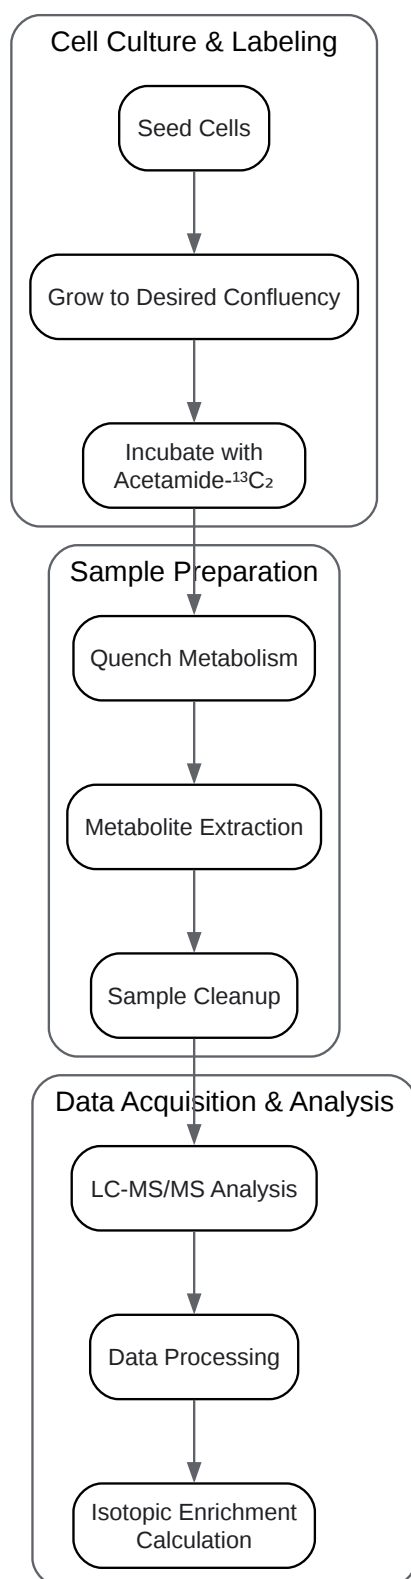 Cell Culture & Labeling
Seed Cells
Grow to Desired Confluency
Incubate with
Acetamide-¹³C₂
Sample Preparation
Quench Metabolism
Metabolite Extraction
Sample Cleanup
Data Acquisition & Analysis
LC-MS/MS Analysis
Data Processing
Isotopic Enrichment
Calculation